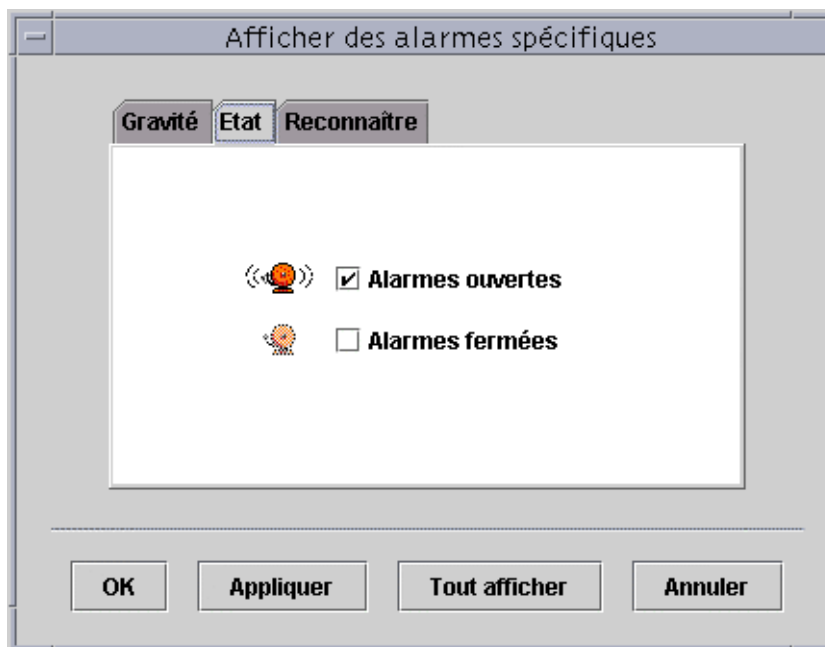 Afficher des alarmes spécifiques
Gravité Etat Reconnaître
Alarmes ouvertes
Alarmes fermées
OK Appliquer Tout afficher Annuler